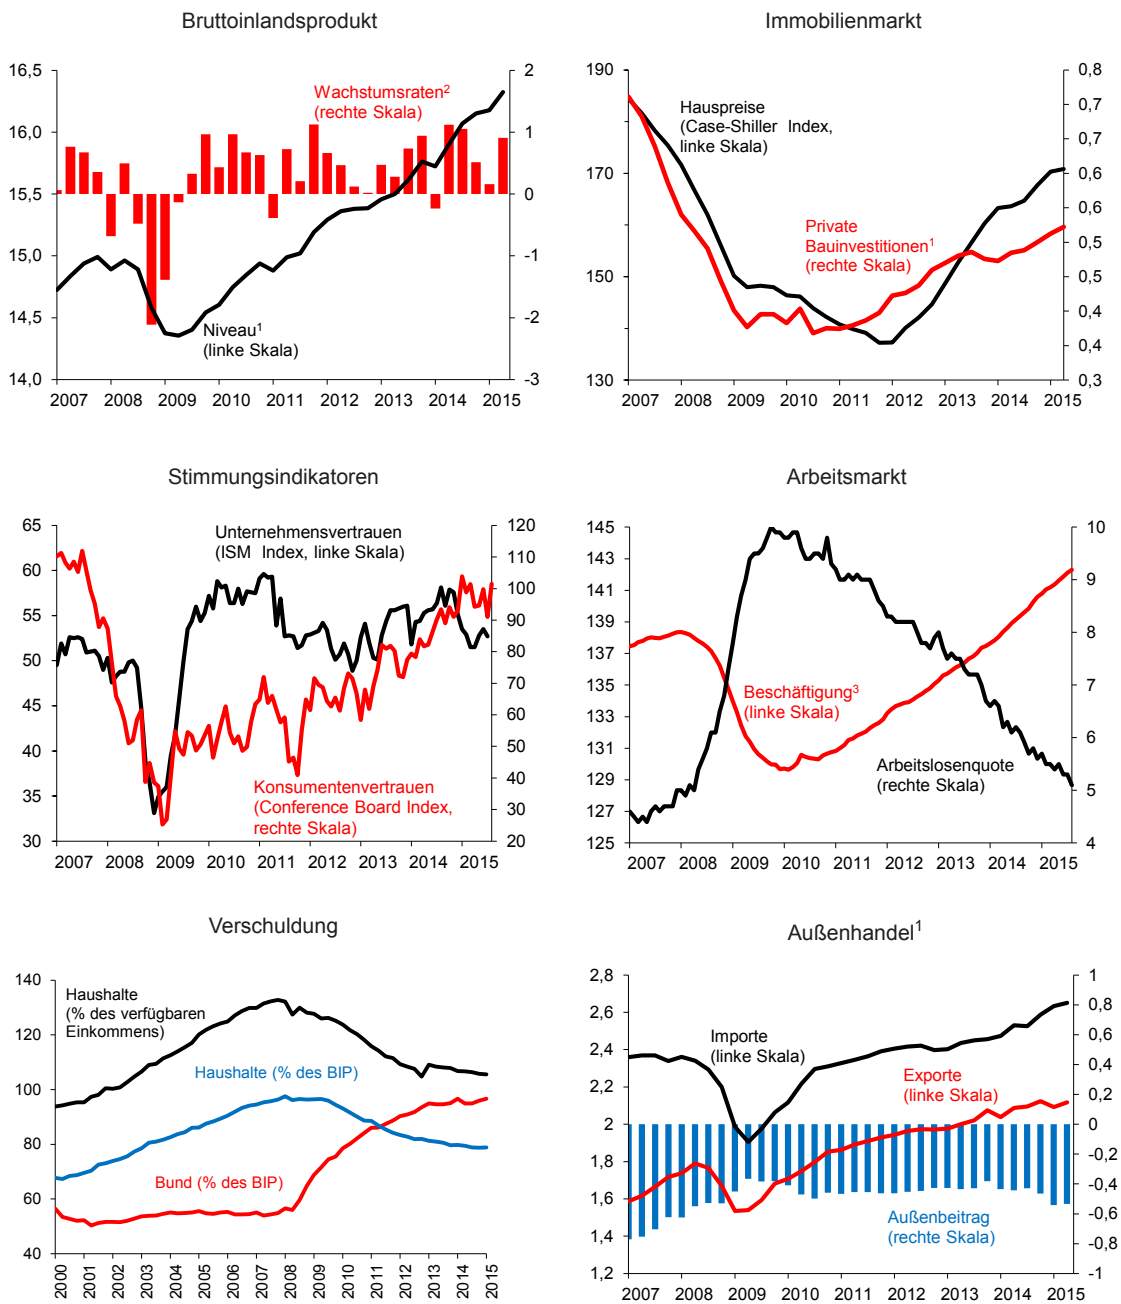 Bruttoinlandsprodukt
16,5
16,0
15,5
15,0
14,5
14,0
2
1
0
-1
-2
-3
Wachstumsraten²
(rechte Skala)
Niveau¹
(linke Skala)
2007 2008 2009 2010 2011 2012 2013 2014 2015
Immobilienmarkt
190
170
150
130
0,8
0,7
0,7
0,6
0,6
0,5
0,5
0,4
0,4
0,3
Hauspreise
(Case-Shiller Index,
linke Skala)
Private
Bauinvestitionen¹
(rechte Skala)
2007 2008 2009 2010 2011 2012 2013 2014 2015
Stimmungsindikatoren
65
60
55
50
45
40
35
30
120
110
100
90
80
70
60
50
40
30
20
Unternehmensvertrauen
(ISM Index, linke Skala)
Konsumentenvertrauen
(Conference Board Index,
rechte Skala)
2007 2008 2009 2010 2011 2012 2013 2014 2015
Arbeitsmarkt
145
143
141
139
137
135
133
131
129
127
125
10
9
8
7
6
5
4
Beschäftigung³
(linke Skala)
Arbeitslosenquote
(rechte Skala)
2007 2008 2009 2010 2011 2012 2013 2014 2015
Verschuldung
140
120
100
80
60
40
Haushalte
(% des verfügbaren
Einkommens)
Haushalte (% des BIP)
Bund (% des BIP)
2000 2001 2002 2003 2004 2005 2006 2007 2008 2009 2010 2011 2012 2013 2014 2015
Außenhandel¹
2,8
2,6
2,4
2,2
2
1,8
1,6
1,4
1,2
1
0,8
0,6
0,4
0,2
0
-0,2
-0,4
-0,6
-0,8
-1
Importe
(linke Skala)
Exporte
(linke Skala)
Außenbeitrag
(rechte Skala)
2007 2008 2009 2010 2011 2012 2013 2014 2015